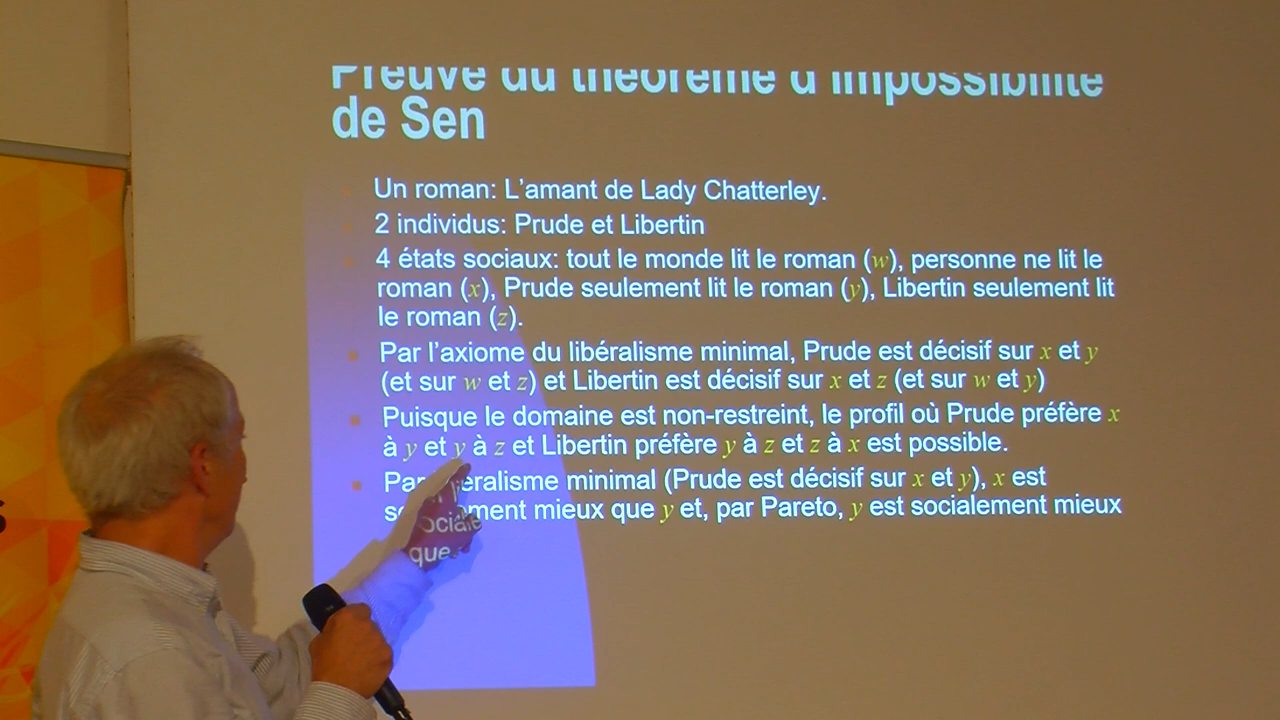 Preuve du théorème d'impossibilité
de Sen
Un roman: L'amant de Lady Chatterley.
2 individus: Prude et Libertin
4 états sociaux: tout le monde lit le roman (w), personne ne lit le
roman (x), Prude seulement lit le roman (y), Libertin seulement lit
le roman (z).
Par l'axiome du libéralisme minimal, Prude est décisif sur x et y
(et sur w et z) et Libertin est décisif sur x et z (et sur w et y)
Puisque le domaine est non-restreint, le profil où Prude préfère x
à y et y à z et Libertin préfère y à z et z à x est possible.
Par libéralisme minimal (Prude est décisif sur x et y), x est
socialement mieux que y et, par Pareto, y est socialement mieux
que